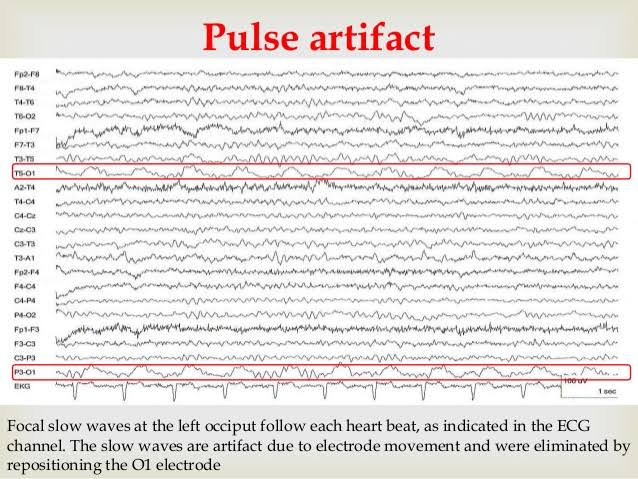 Pulse artifact
Fp2-F8
F8-T4
T4-T6
T6-O2
Fp1-F7
F7-T3
T3-T5
T5-O1
A2-T4
T4-C4
C4-Cz
Cz-C3
C3-T3
T3-A1
Fp2-F4
F4-C4
C4-P4
P4-O2
Fp1-F3
F3-C3
C3-P3
P3-O1
EKG
100 uV
1 sec
Focal slow waves at the left occiput follow each heart beat, as indicated in the ECG
channel. The slow waves are artifact due to electrode movement and were eliminated by
repositioning the O1 electrode